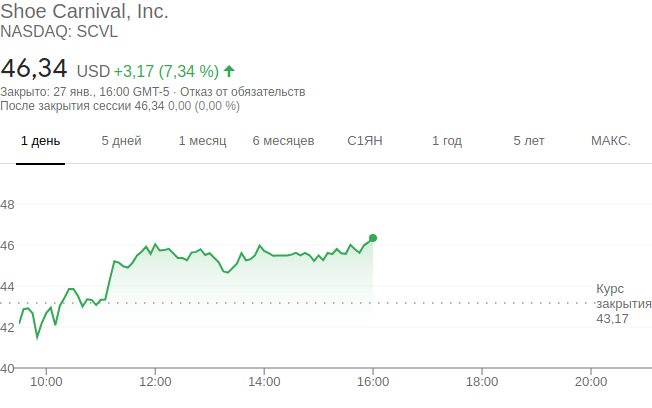 Shoe Carnival, Inc.
NASDAQ: SCVL
46,34 USD +3,17 (7,34 %)
Закрыто: 27 янв., 16:00 GMT-5 · Отказ от обязательств
После закрытия сессии 46,34 0,00 (0,00 %)
1 день 5 дней 1 месяц 6 месяцев С1ЯН 1 год 5 лет МАКС.
48
46
44
Курс
закрытия
43,17
42
40
10:00 12:00 14:00 16:00 18:00 20:00